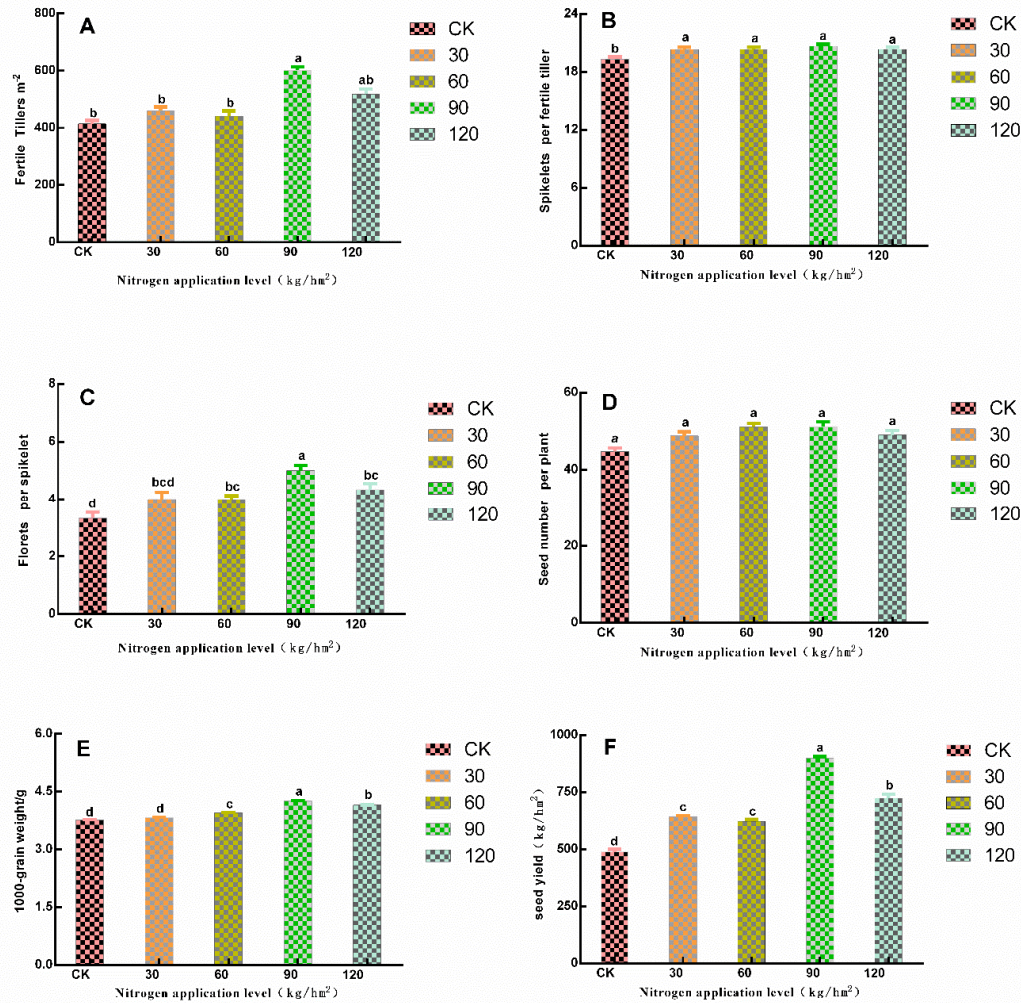 A
Fertile Tillers m-2
800
600
400
200
0
b
b
b
a
ab
CK
30
60
90
120
Nitrogen application level（kg/hm²）
CK
30
60
90
120
B
Spikelets per fertile tiller
24
18
12
6
0
b
a
a
a
a
CK
30
60
90
120
Nitrogen application level（kg/hm²）
CK
30
60
90
120
C
Florets per spikelet
8
6
4
2
0
d
bcd
bc
a
bc
CK
30
60
90
120
Nitrogen application level（kg/hm²）
CK
30
60
90
120
D
Seed number per plant
60
40
20
0
a
a
a
a
a
CK
30
60
90
120
Nitrogen application level（kg/hm²）
CK
30
60
90
120
E
1000-grain weight/g
6.0
4.5
3.0
1.5
0.0
d
d
c
a
b
CK
30
60
90
120
Nitrogen application level（kg/hm²）
CK
30
60
90
120
F
seed yield（kg/hm²）
1000
750
500
250
0
d
c
c
a
b
CK
30
60
90
120
Nitrogen application level（kg/hm²）
CK
30
60
90
120